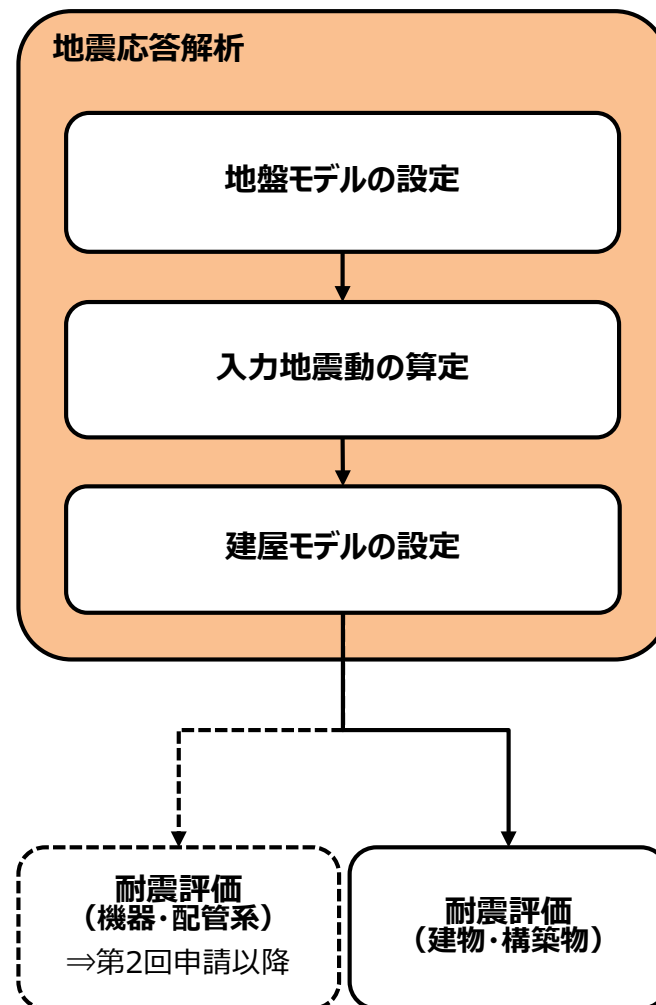 地震応答解析
地盤モデルの設定
入力地震動の算定
建屋モデルの設定
耐震評価
（機器･配管系）
⇒第2回申請以降
耐震評価
（建物･構築物）